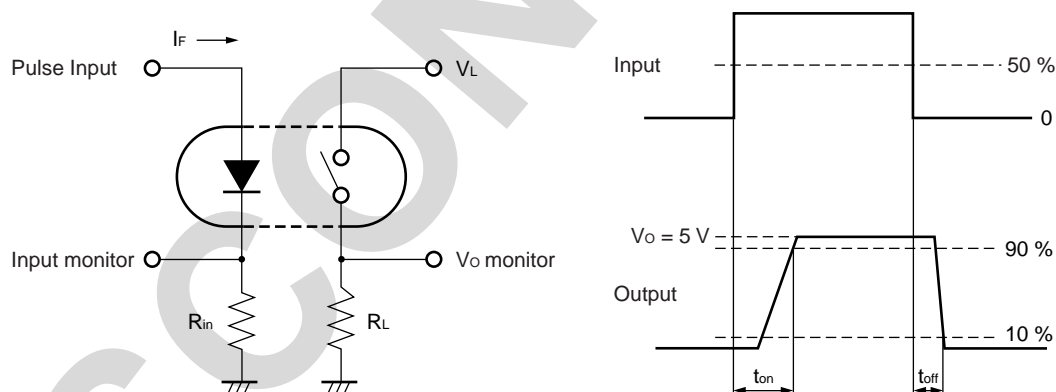 IF
Pulse Input
VL
Input monitor
VO monitor
Rin
RL
Input
50 %
0
VO = 5 V
90 %
Output
10 %
ton
toff